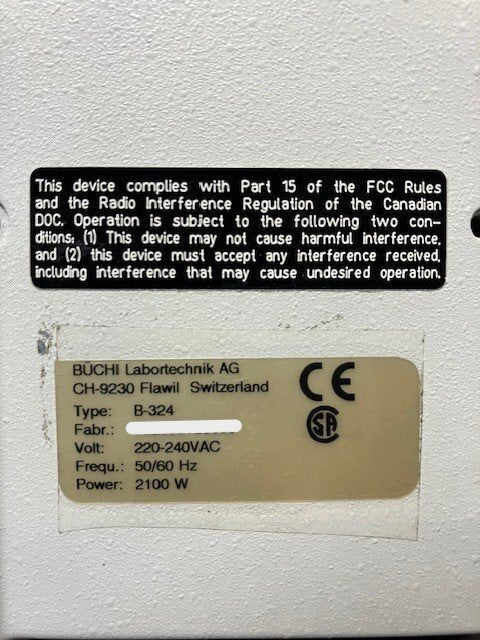 This device complies with Part 15 of the FCC Rules
and the Radio Interference Regulation of the Canadian
DOC. Operation is subject to the following two con-
ditions, (1) This device may not cause harmful interference,
and (2) this device must accept any interference received,
including interference that may cause undesired operation.
BÜCHI Labortechnik AG
CH-9230 Flawil Switzerland
Type: B-324
Fabr.:
Volt: 220-240VAC
Frequ.: 50/60 Hz
Power: 2100 W
CE
SA